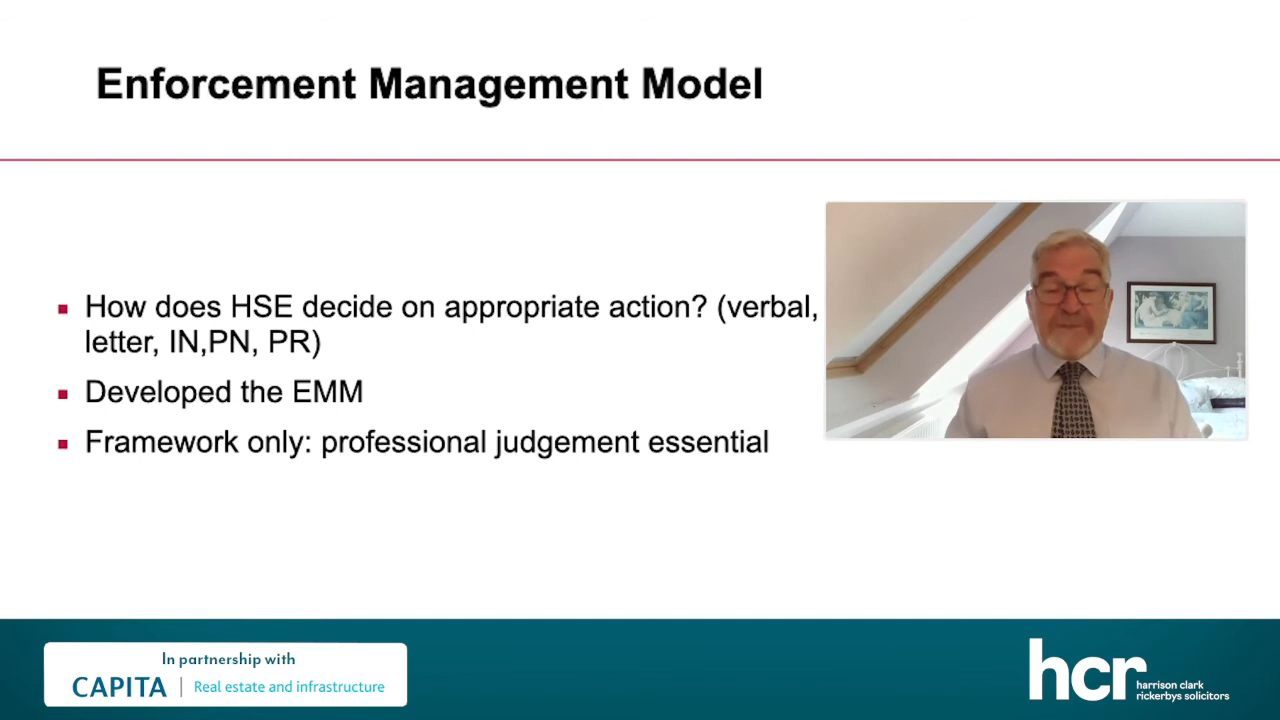 Enforcement Management Model
How does HSE decide on appropriate action? (verbal,
letter, IN,PN, PR)
Developed the EMM
Framework only: professional judgement essential
In partnership with
CAPITA | Real estate and infrastructure
hcr harrison clark
rickerbys solicitors